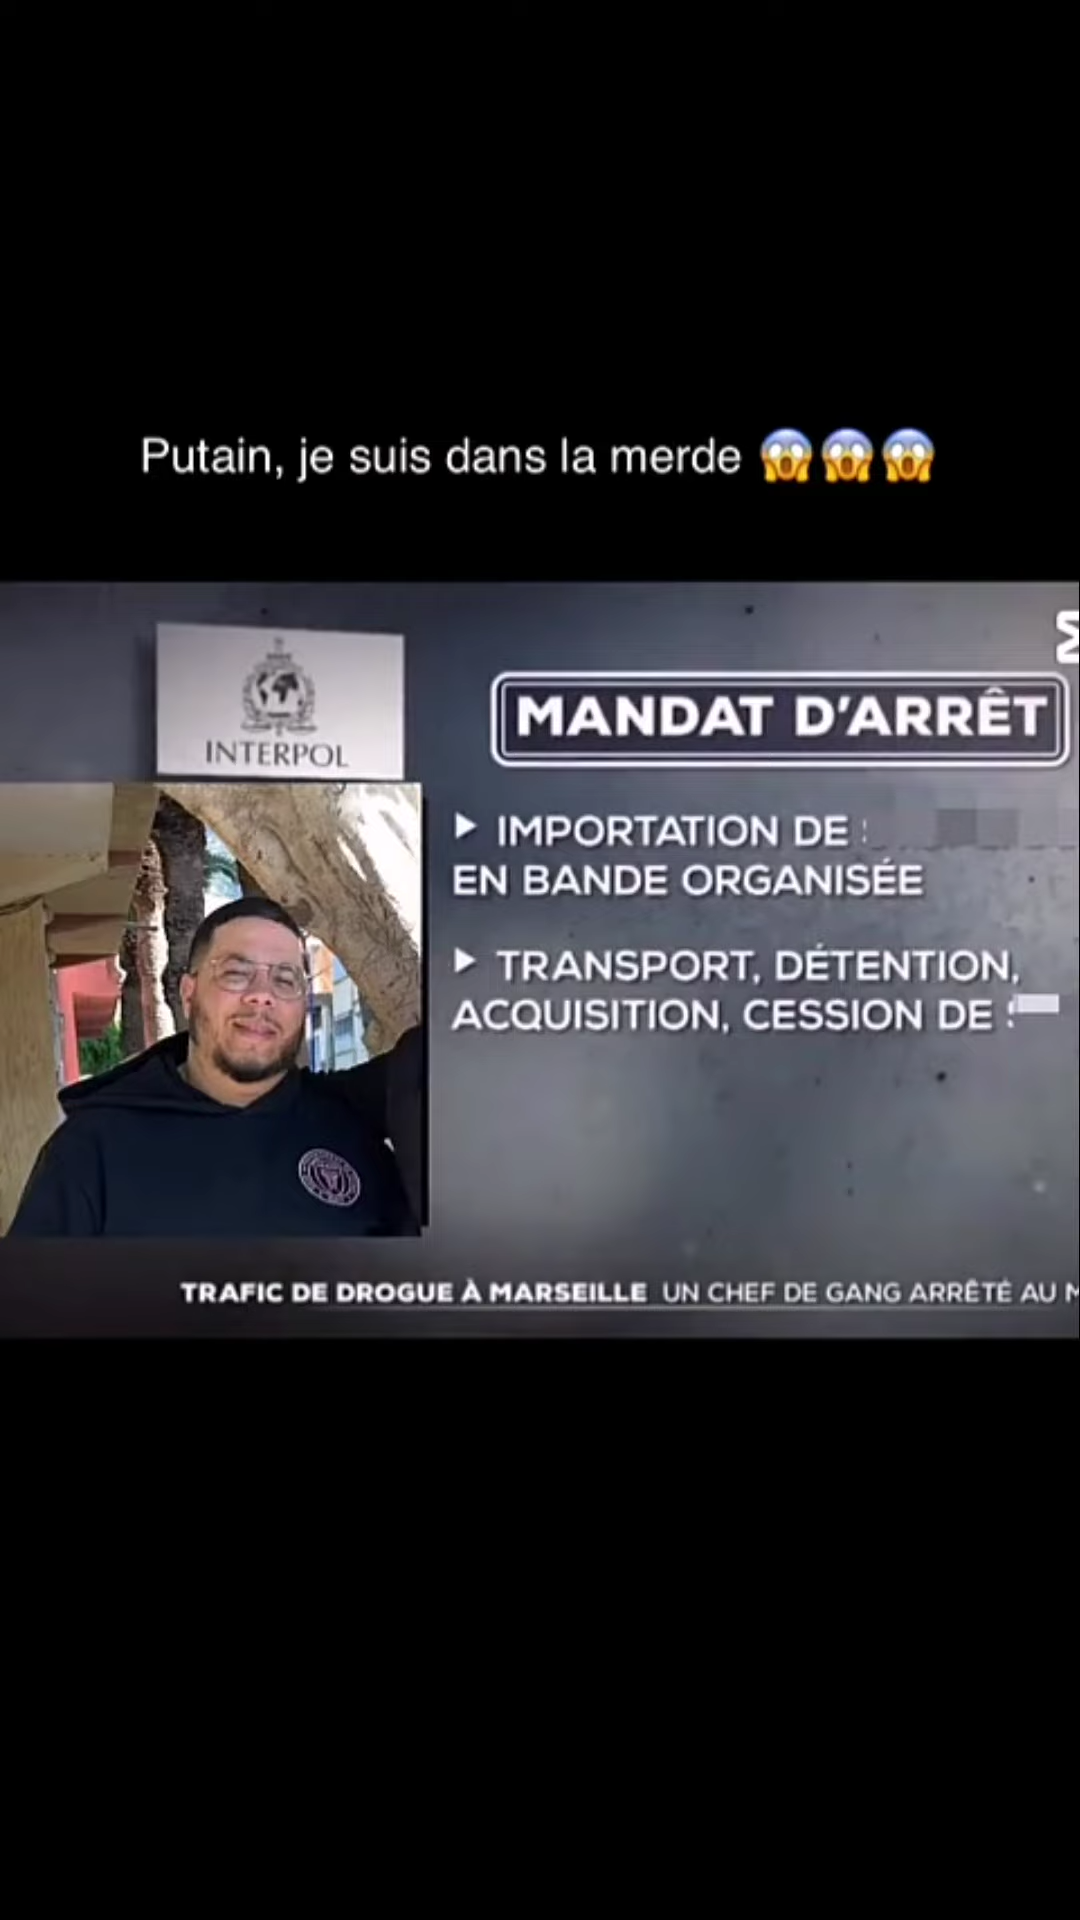 Putain, je suis dans la merde 😱😱😱
INTERPOL
MANDAT D'ARRÊT
▶ IMPORTATION DE
EN BANDE ORGANISÉE
▶ TRANSPORT, DÉTENTION,
ACQUISITION, CESSION DE
TRAFIC DE DROGUE À MARSEILLE UN CHEF DE GANG ARRÊTÉ AU